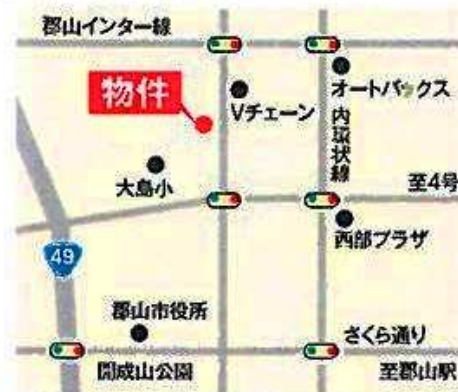 郡山インター線
物件
Vチェーン
オートバックス
内環状線
大島小
至4号
西部プラザ
49
郡山市役所
さくら通り
開成山公園
至郡山駅